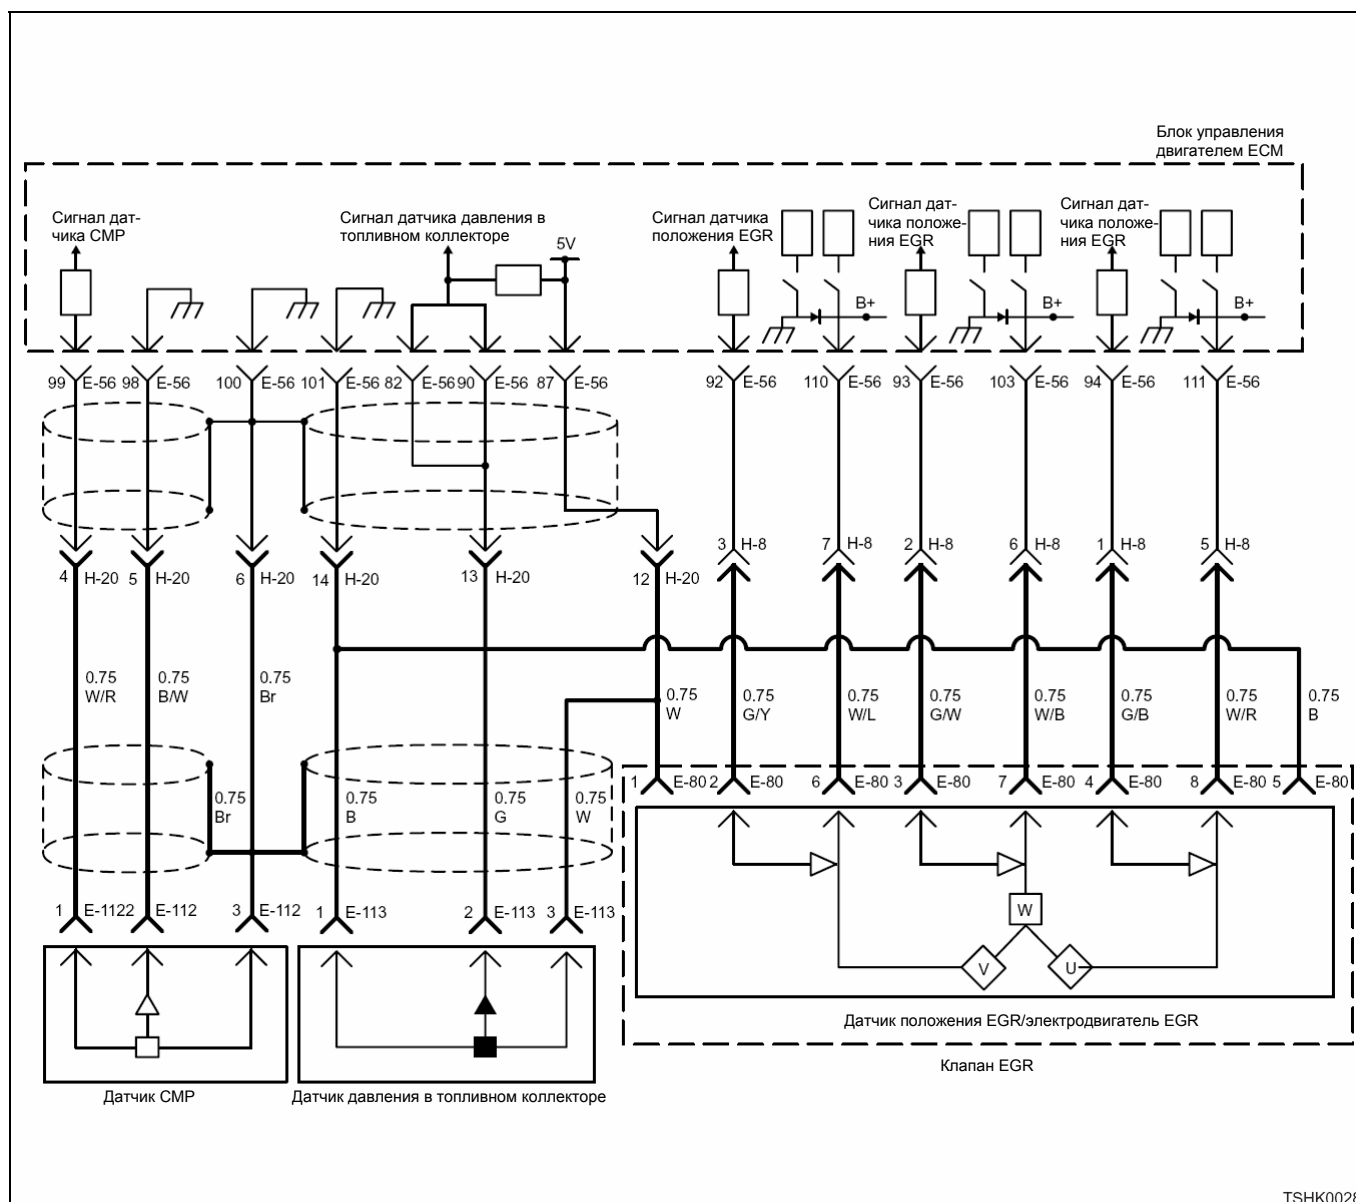 Блок управления
двигателем ECM
Сигнал дат-
чика CMP
Сигнал датчика давления в
топливном коллекторе
5V
Сигнал датчика
положения EGR
B+
Сигнал дат-
чика положе-
ния EGR
B+
Сигнал дат-
чика положе-
ния EGR
B+
99 E-56 98 E-56 100 E-56 101 E-56 82 E-56 90 E-56 87 E-56 92 E-56 110 E-56 93 E-56 103 E-56 94 E-56 111 E-56
3 H-8 7 H-8 2 H-8 6 H-8 1 H-8 5 H-8
4 H-20 5 H-20 6 H-20 14 H-20 13 H-20 12 H-20
0.75 0.75 0.75
W/R B/W Br
0.75 0.75 0.75 0.75 0.75 0.75 0.75 0.75
W G/Y W/L G/W W/B G/B W/R B
1 E-80 2 E-80 6 E-80 3 E-80 7 E-80 4 E-80 8 E-80 5 E-80
0.75 0.75 0.75 0.75
Br B G W
1 E-112 2 E-112 3 E-112 1 E-113 2 E-113 3 E-113
W
V U
Датчик положения EGR/электродвигатель EGR
Клапан EGR
Датчик CMP
Датчик давления в топливном коллекторе